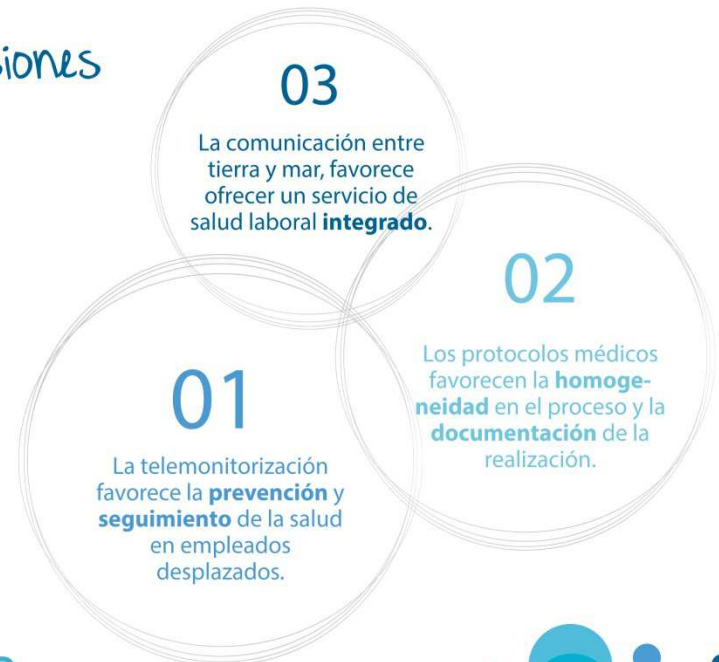 siones
03
La comunicación entre
tierra y mar, favorece
ofrecer un servicio de
salud laboral integrado.
02
Los protocolos médicos
favorecen la homoge-
neidad en el proceso y la
documentación de la
realización.
01
La telemonitorización
favorece la prevención y
seguimiento de la salud
en empleados
desplazados.